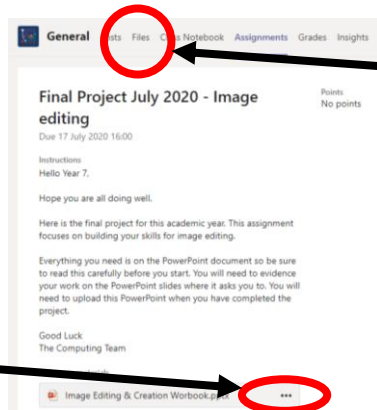 General Posts Files Class Notebook Assignments Grades Insights
Final Project July 2020 - Image
editing
Due 17 July 2020 16:00
Points
No points
Instructions
Hello Year 7,
Hope you are all doing well.
Here is the final project for this academic year. This assignment
focuses on building your skills for image editing.
Everything you need is on the PowerPoint document so be sure
to read this carefully before you start. You will need to evidence
your work on the PowerPoint slides where it asks you to. You will
need to upload this PowerPoint when you have completed the
project.
Good Luck
The Computing Team
Image Editing & Creation Worbook.pptx